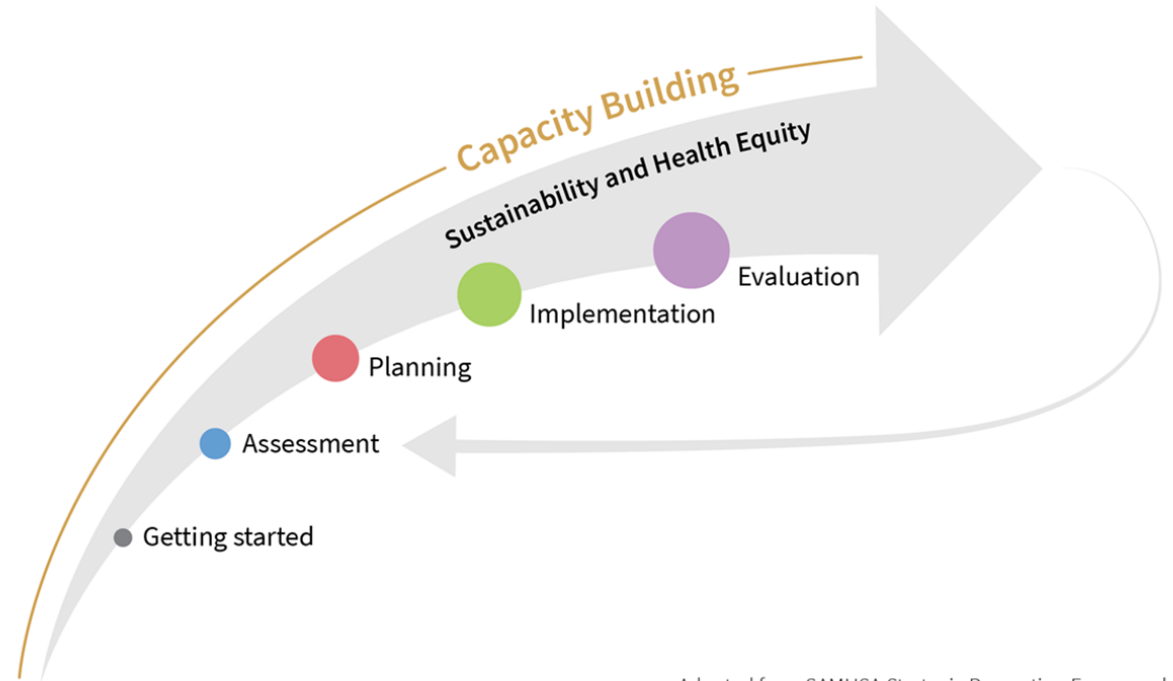 Capacity Building
Sustainability and Health Equity
Evaluation
Implementation
Planning
Assessment
Getting started